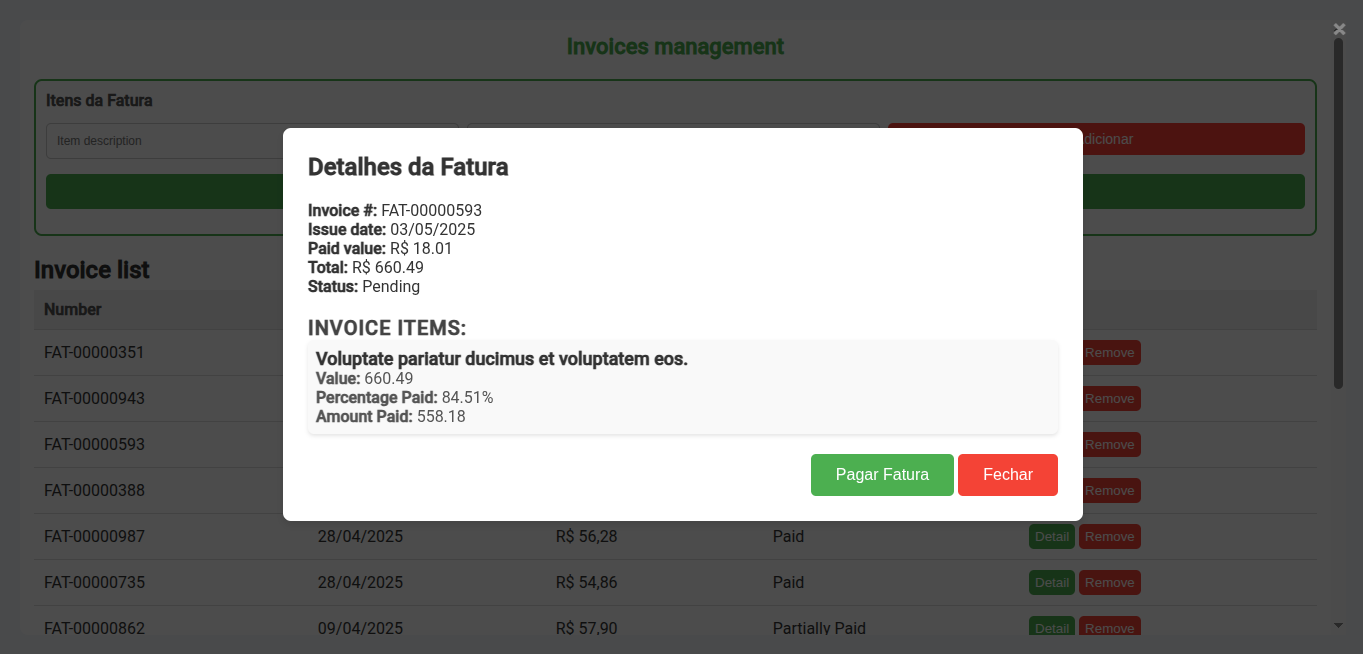 ×
Invoices management
Itens da Fatura
Item description
dicionar
Detalhes da Fatura
Invoice #: FAT-00000593
Issue date: 03/05/2025
Paid value: R$ 18.01
Total: R$ 660.49
Status: Pending
INVOICE ITEMS:
Voluptate pariatur ducimus et voluptatem eos.
Value: 660.49
Percentage Paid: 84.51%
Amount Paid: 558.18
Pagar Fatura Fechar
Invoice list
Number
FAT-00000351 Remove
FAT-00000943 Remove
FAT-00000593 Remove
FAT-00000388 Remove
FAT-00000987 28/04/2025 R$ 56,28 Paid Detail Remove
FAT-00000735 28/04/2025 R$ 54,86 Paid Detail Remove
FAT-00000862 09/04/2025 R$ 57,90 Partially Paid Detail Remove